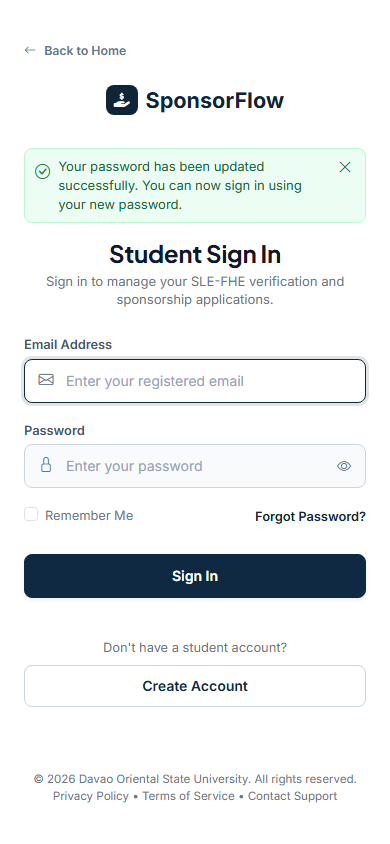 ← Back to Home
SponsorFlow
Your password has been updated
successfully. You can now sign in using
your new password.
Student Sign In
Sign in to manage your SLE-FHE verification and
sponsorship applications.
Email Address
Enter your registered email
Password
Enter your password
Remember Me
Forgot Password?
Sign In
Don't have a student account?
Create Account
© 2026 Davao Oriental State University. All rights reserved.
Privacy Policy • Terms of Service • Contact Support